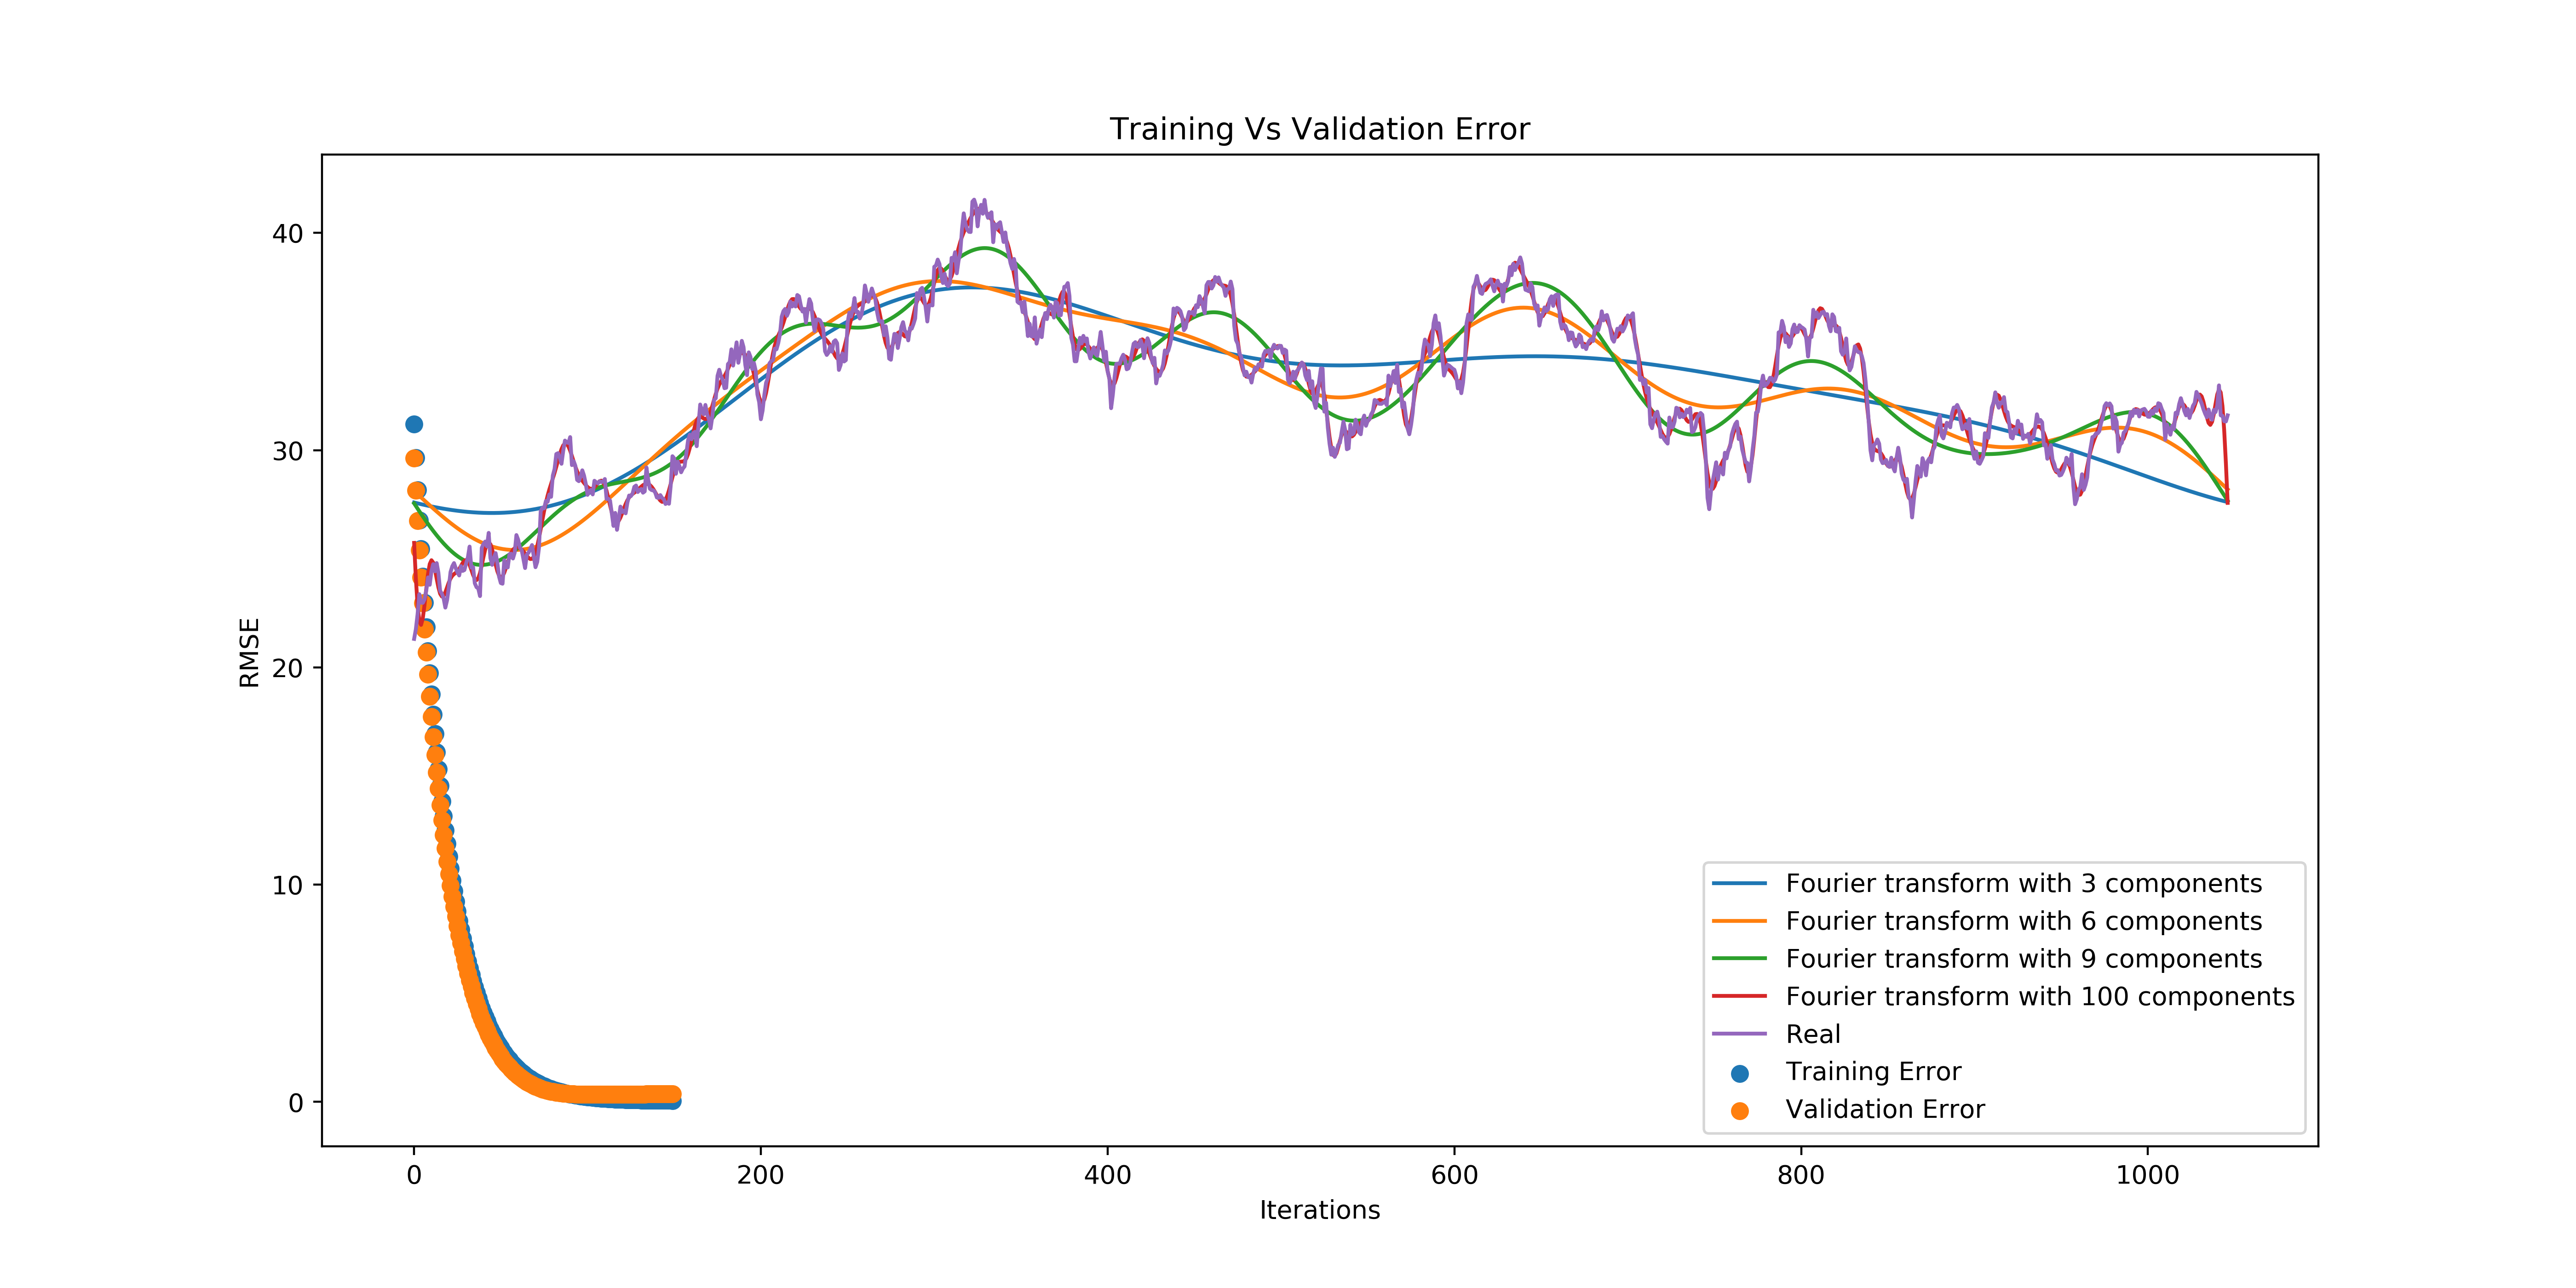 Training Vs Validation Error
RMSE
40
30
20
10
0
0 200 400 600 800 1000
Iterations
Fourier transform with 3 components
Fourier transform with 6 components
Fourier transform with 9 components
Fourier transform with 100 components
Real
Training Error
Validation Error